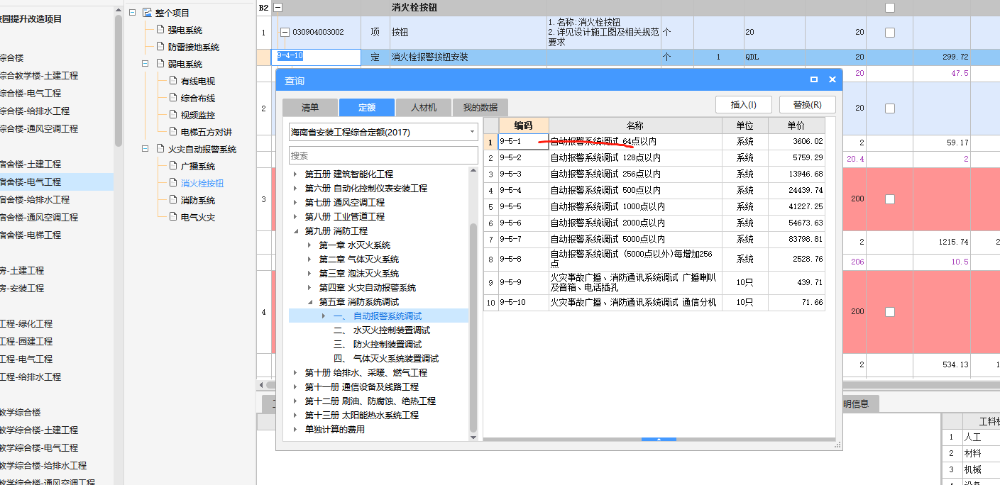 校园提升改造项目
综合楼
综合教学楼-土建工程
综合楼-电气工程
综合楼-给排水工程
综合楼-通风空调工程
宿舍楼-土建工程
宿舍楼-电气工程
宿舍楼-给排水工程
宿舍楼-通风空调工程
宿舍楼-电梯工程
房-土建工程
房-安装工程
工程-绿化工程
工程-园建工程
工程-电气工程
工程-给排水工程
教学综合楼
教学综合楼-土建工程
教学综合楼-电气工程
教学综合楼-给排水工程
教学综合楼-通风空调工程
整个项目
强电系统
防雷接地系统
弱电系统
有线电视
综合布线
视频监控
电梯五方对讲
火灾自动报警系统
广播系统
消火栓按钮
消防系统
电气火灾
B2 消火栓按钮
1 030904003002 项 按钮 1. 名称:消火栓按钮
2. 详见设计施工图及相关规范
要求 个 20 20
9-4-10 定 消火栓报警按钮安装 个 1 QDL 20 299.72
20 47.5
2 20
2 59.17
20.4 2
3 200
2 1215.74 2
206 10.5
4 200
2 534.13 1
查询
清单 定额 人材机 我的数据 插入(I) 替换(R)
海南省安装工程综合定额(2017)
搜索
第五册 建筑智能化工程
第六册 自动化控制仪表安装工程
第七册 通风空调工程
第八册 工业管道工程
第九册 消防工程
第一章 水灭火系统
第二章 气体灭火系统
第三章 泡沫灭火系统
第四章 火灾自动报警系统
第五章 消防系统调试
一、 自动报警系统调试
二、 水灭火控制装置调试
三、 防火控制装置调试
四、 气体灭火系统装置调试
第十册 给排水、采暖、燃气工程
第十一册 通信设备及线路工程
第十二册 刷油、防腐蚀、绝热工程
第十三册 太阳能热水系统工程
单独计算的费用
编码 名称 单位 单价
1 9-5-1 自动报警系统调试 64点以内 系统 3606.02
2 9-5-2 自动报警系统调试 128点以内 系统 5759.29
3 9-5-3 自动报警系统调试 256点以内 系统 13946.68
4 9-5-4 自动报警系统调试 500点以内 系统 24439.74
5 9-5-5 自动报警系统调试 1000点以内 系统 41227.25
6 9-5-6 自动报警系统调试 2000点以内 系统 54673.63
7 9-5-7 自动报警系统调试 5000点以内 系统 83798.81
8 9-5-8 自动报警系统调试 (5000点以外)每增加256
点 系统 2528.76
9 9-5-9 火灾事故广播、消防通讯系统调试 广播喇叭
及音箱、电话插孔 10只 439.71
10 9-5-10 火灾事故广播、消防通讯系统调试 通信分机 10只 71.66
明信息
工料机
1 人工
2 材料
3 机械